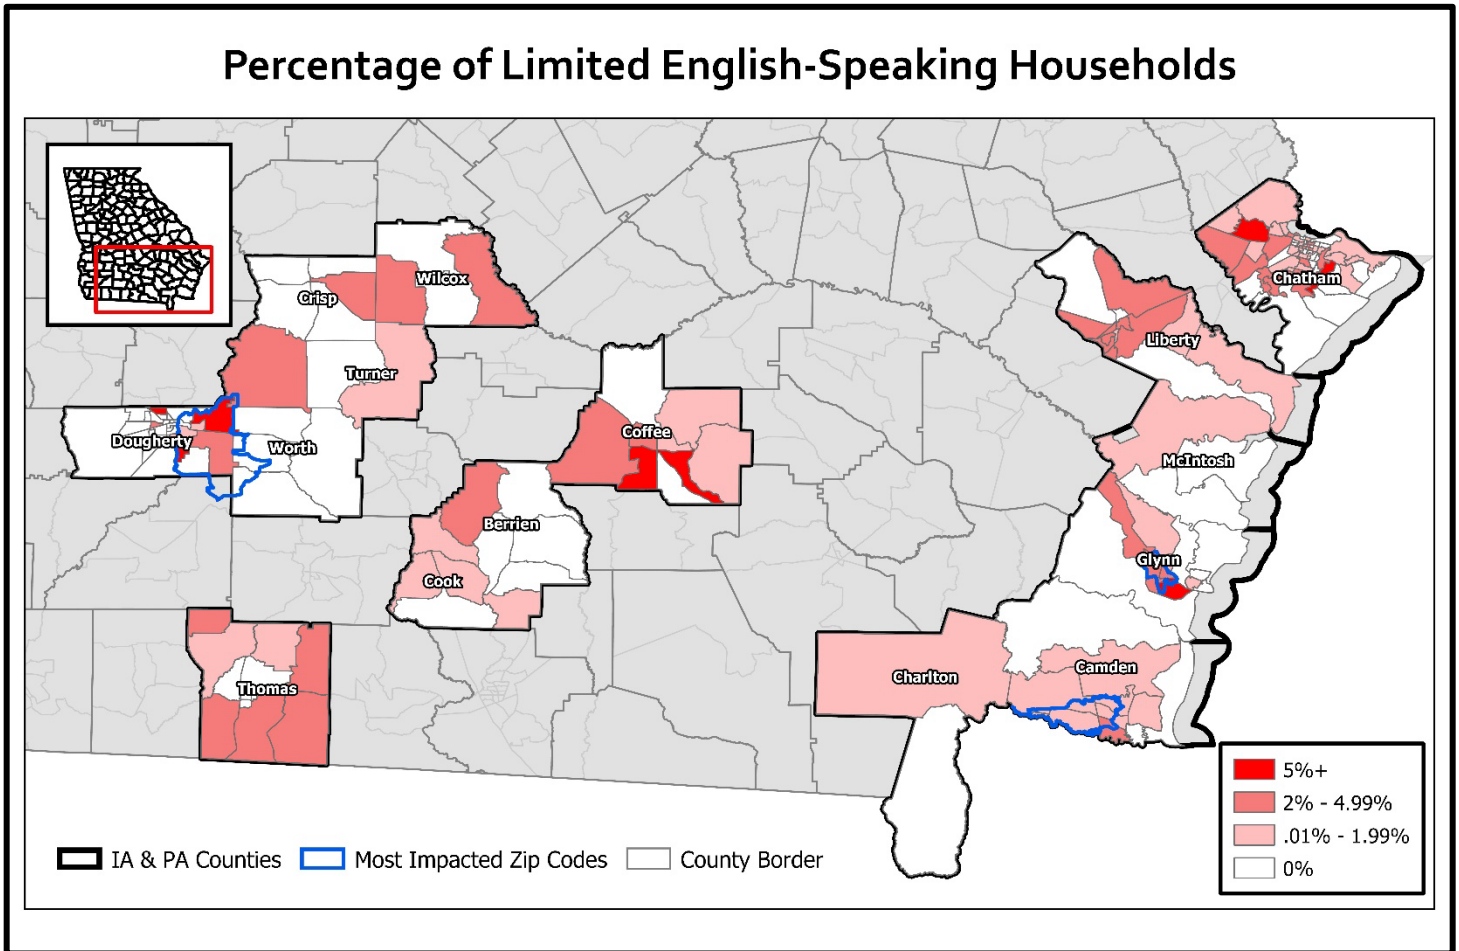 Percentage of Limited English-Speaking Households
Wilcox
Crisp
Chatham
Liberty
Turner
Coffee
Dougherty
Worth
McIntosh
Berrien
Glynn
Cook
Camden
Charlton
Thomas
5%+
2% - 4.99%
.01% - 1.99%
0%
IA & PA Counties
Most Impacted Zip Codes
County Border